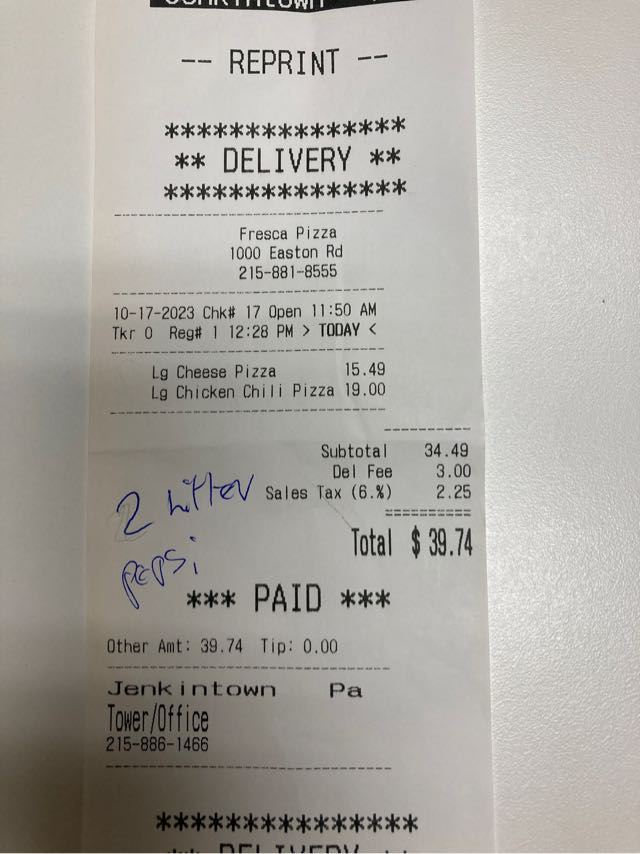 -- REPRINT --
***************
** DELIVERY **
***************
Fresca Pizza
1000 Easton Rd
215-881-8555
10-17-2023 Chk# 17 Open 11:50 AM
Tkr 0 Reg# 1 12:28 PM > TODAY <
Lg Cheese Pizza 15.49
Lg Chicken Chili Pizza 19.00
Subtotal 34.49
Del Fee 3.00
Sales Tax (6.%) 2.25
Total $ 39.74
2 litter
pepsi
*** PAID ***
Other Amt: 39.74 Tip: 0.00
Jenkintown Pa
Tower/Office
215-886-1466
***************
DELIVERY